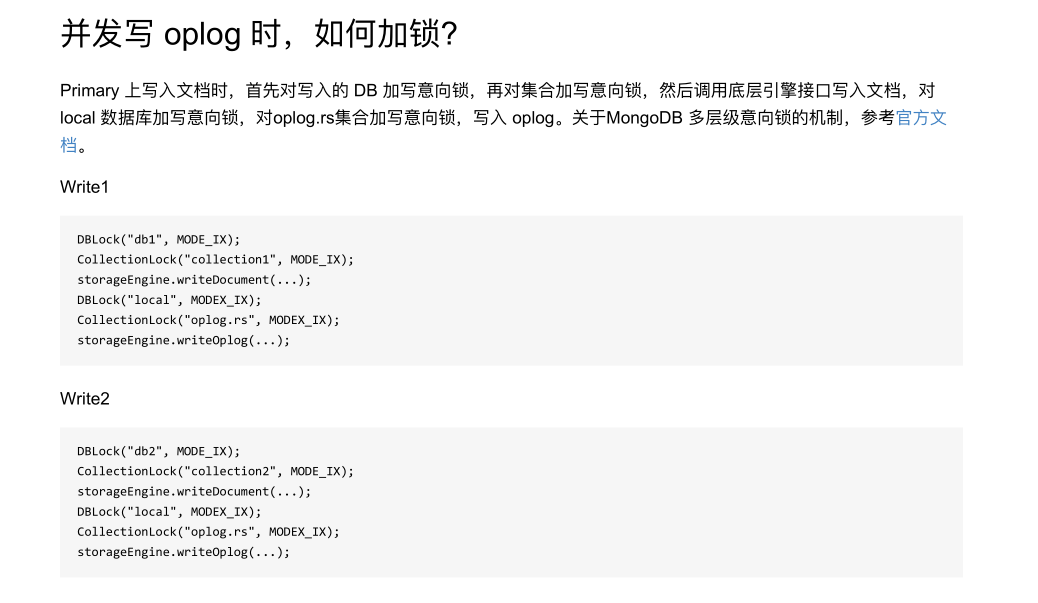 并发写 oplog 时，如何加锁?
Primary 上写入文档时，首先对写入的 DB 加写意向锁，再对集合加写意向锁，然后调用底层引擎接口写入文档，对
local 数据库加写意向锁，对oplog.rs集合加写意向锁，写入 oplog。关于MongoDB 多层级意向锁的机制，参考官方文
档。
Write1
DBLock("db1", MODE_IX);
CollectionLock("collection1", MODE_IX);
storageEngine.writeDocument(...);
DBLock("local", MODEX_IX);
CollectionLock("oplog.rs", MODEX_IX);
storageEngine.writeOplog(...);
Write2
DBLock("db2", MODE_IX);
CollectionLock("collection2", MODE_IX);
storageEngine.writeDocument(...);
DBLock("local", MODEX_IX);
CollectionLock("oplog.rs", MODEX_IX);
storageEngine.writeOplog(...);